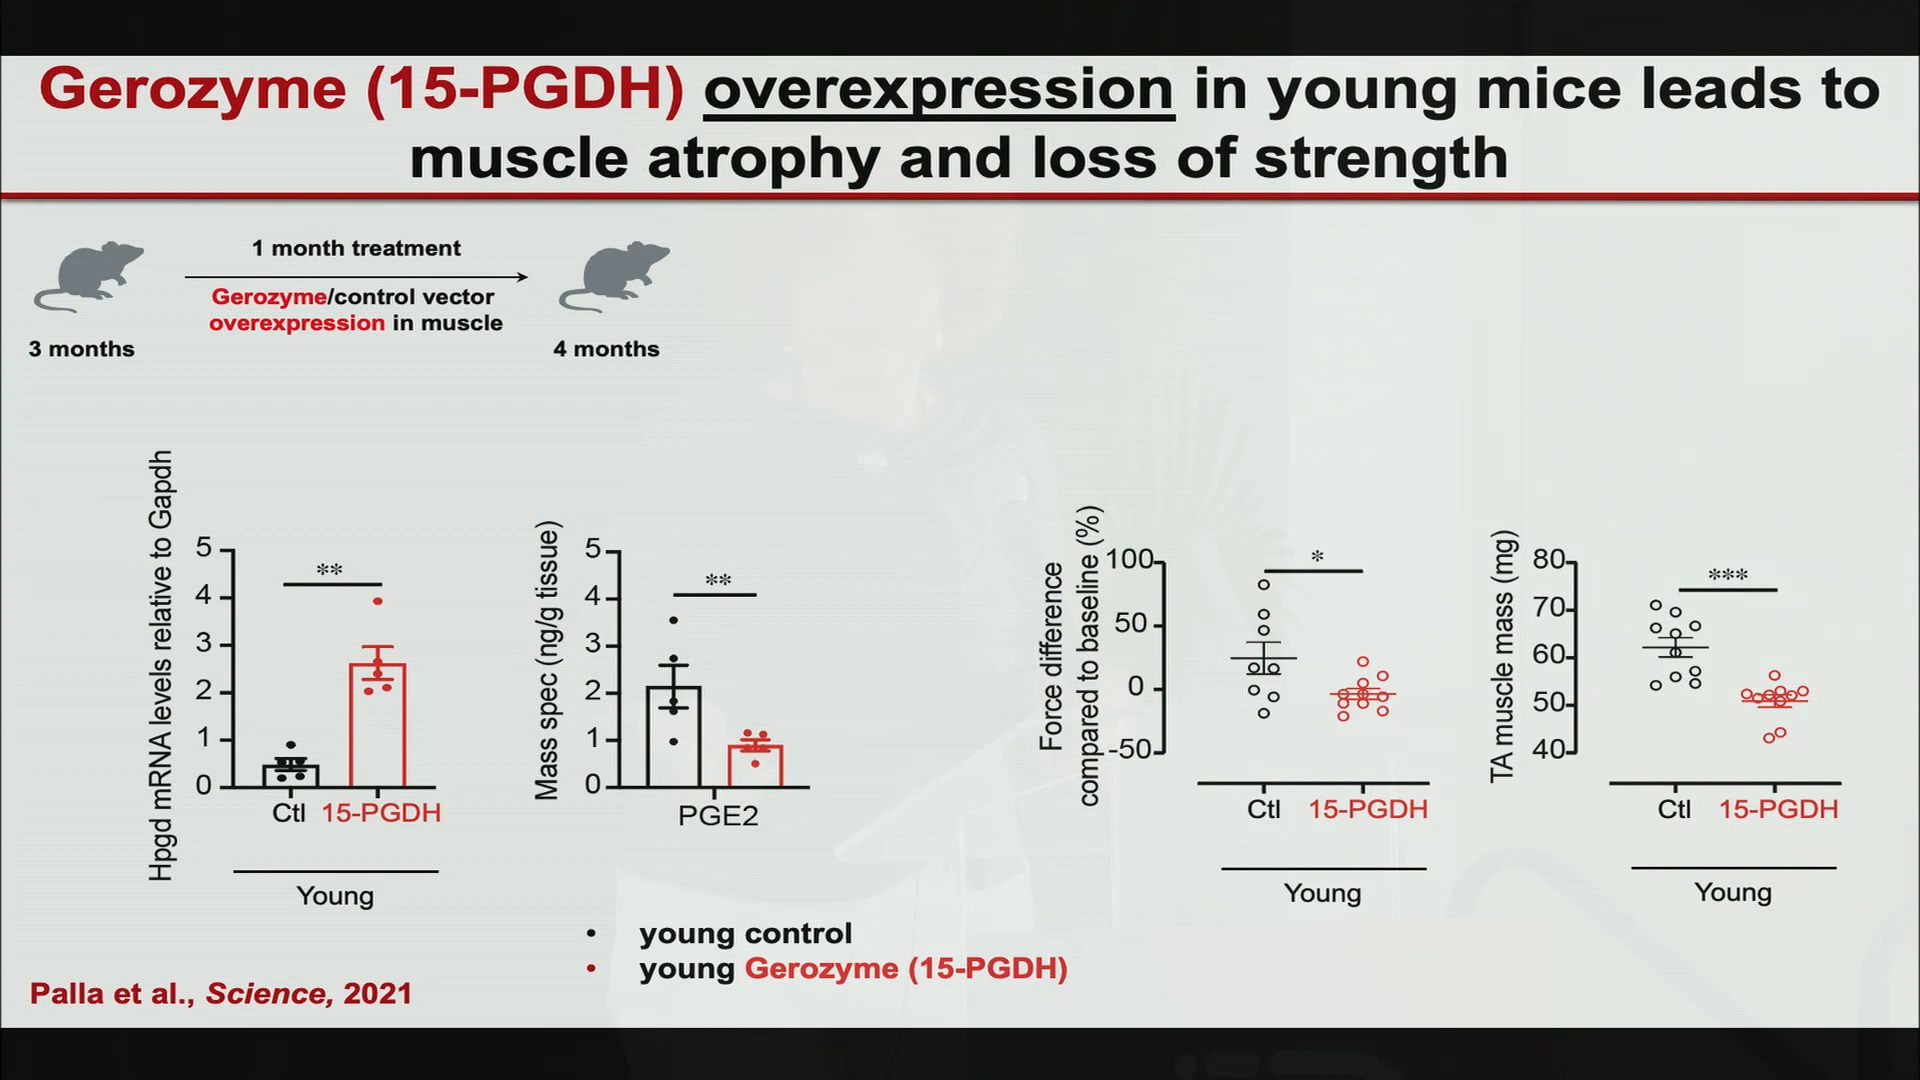 Gerozyme (15-PGDH) overexpression in young mice leads to
muscle atrophy and loss of strength
1 month treatment
Gerozyme/control vector
overexpression in muscle
3 months
4 months
Hpgd mRNA levels relative to Gapdh
5
4
3
2
1
0
**
Ctl
15-PGDH
Young
Mass spec (ng/g tissue)
5
4
3
2
1
0
**
PGE2
Force difference
compared to baseline (%)
100
50
0
-50
*
Ctl
15-PGDH
Young
TA muscle mass (mg)
80
70
60
50
40
***
Ctl
15-PGDH
Young
• young control
• young Gerozyme (15-PGDH)
Palla et al., Science, 2021